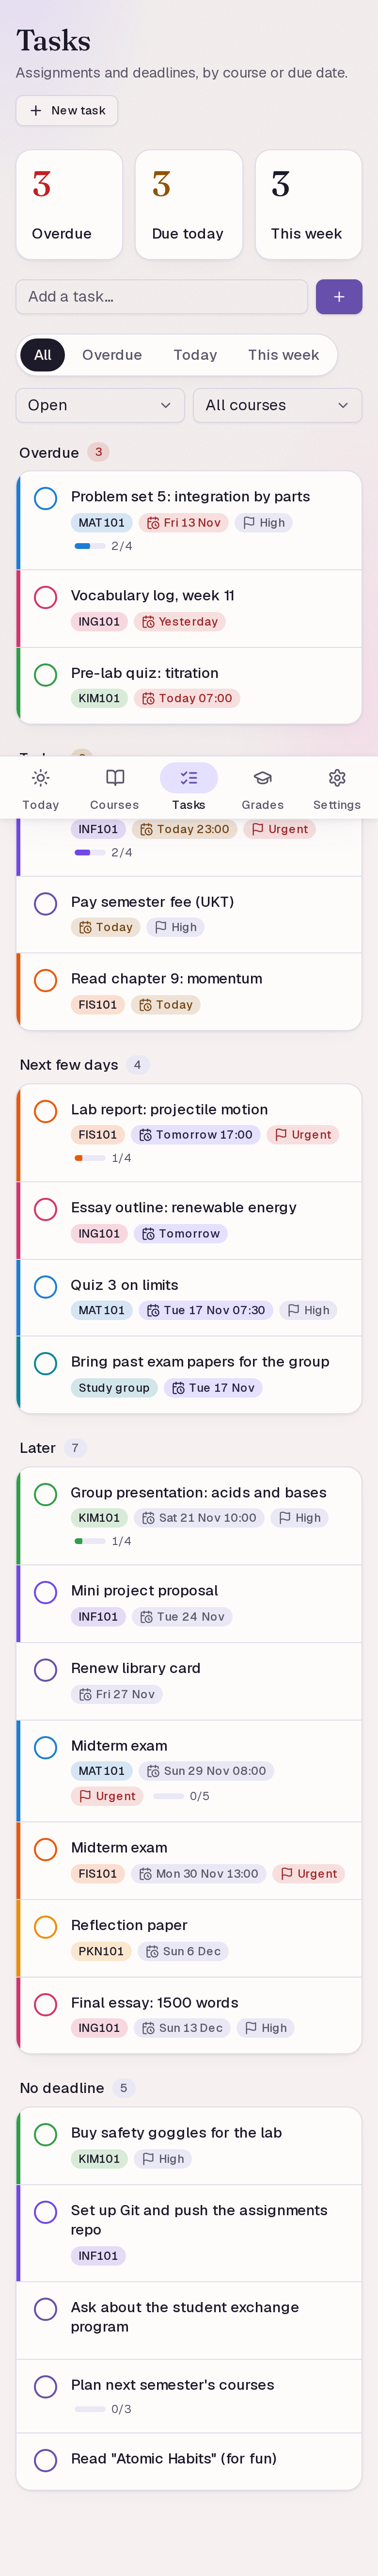 Tasks
Assignments and deadlines, by course or due date.
New task
3
Overdue
3
Due today
3
This week
Add a task...
All Overdue Today This week
Open
All courses
Overdue 3
Problem set 5: integration by parts
MAT101 Fri 13 Nov High
2/4
Vocabulary log, week 11
ING101 Yesterday
Pre-lab quiz: titration
KIM101 Today 07:00
Today Courses Tasks Grades Settings
INF101 Today 23:00 Urgent
2/4
Pay semester fee (UKT)
Today High
Read chapter 9: momentum
FIS101 Today
Next few days 4
Lab report: projectile motion
FIS101 Tomorrow 17:00 Urgent
1/4
Essay outline: renewable energy
ING101 Tomorrow
Quiz 3 on limits
MAT101 Tue 17 Nov 07:30 High
Bring past exam papers for the group
Study group Tue 17 Nov
Later 7
Group presentation: acids and bases
KIM101 Sat 21 Nov 10:00 High
1/4
Mini project proposal
INF101 Tue 24 Nov
Renew library card
Fri 27 Nov
Midterm exam
MAT101 Sun 29 Nov 08:00
Urgent 0/5
Midterm exam
FIS101 Mon 30 Nov 13:00 Urgent
Reflection paper
PKN101 Sun 6 Dec
Final essay: 1500 words
ING101 Sun 13 Dec High
No deadline 5
Buy safety goggles for the lab
KIM101 High
Set up Git and push the assignments
repo
INF101
Ask about the student exchange
program
Plan next semester's courses
0/3
Read "Atomic Habits" (for fun)